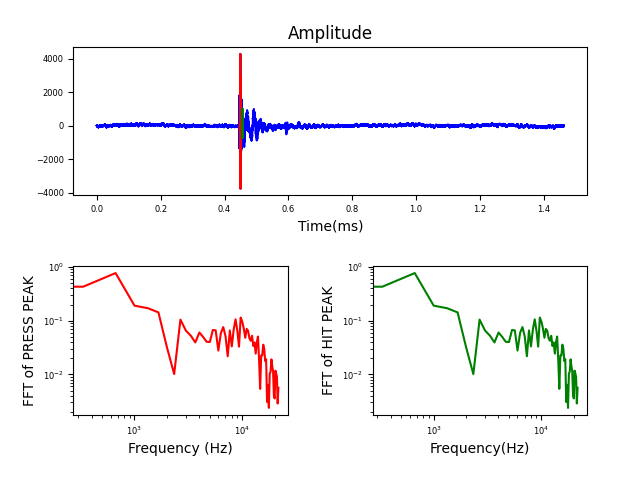 Amplitude
4000
2000
0
−2000
−4000
0.0 0.2 0.4 0.6 0.8 1.0 1.2 1.4
Time(ms)
FFT of PRESS PEAK
10⁰
10⁻¹
10⁻²
10³ 10⁴
Frequency (Hz)
FFT of HIT PEAK
10⁰
10⁻¹
10⁻²
10³ 10⁴
Frequency(Hz)